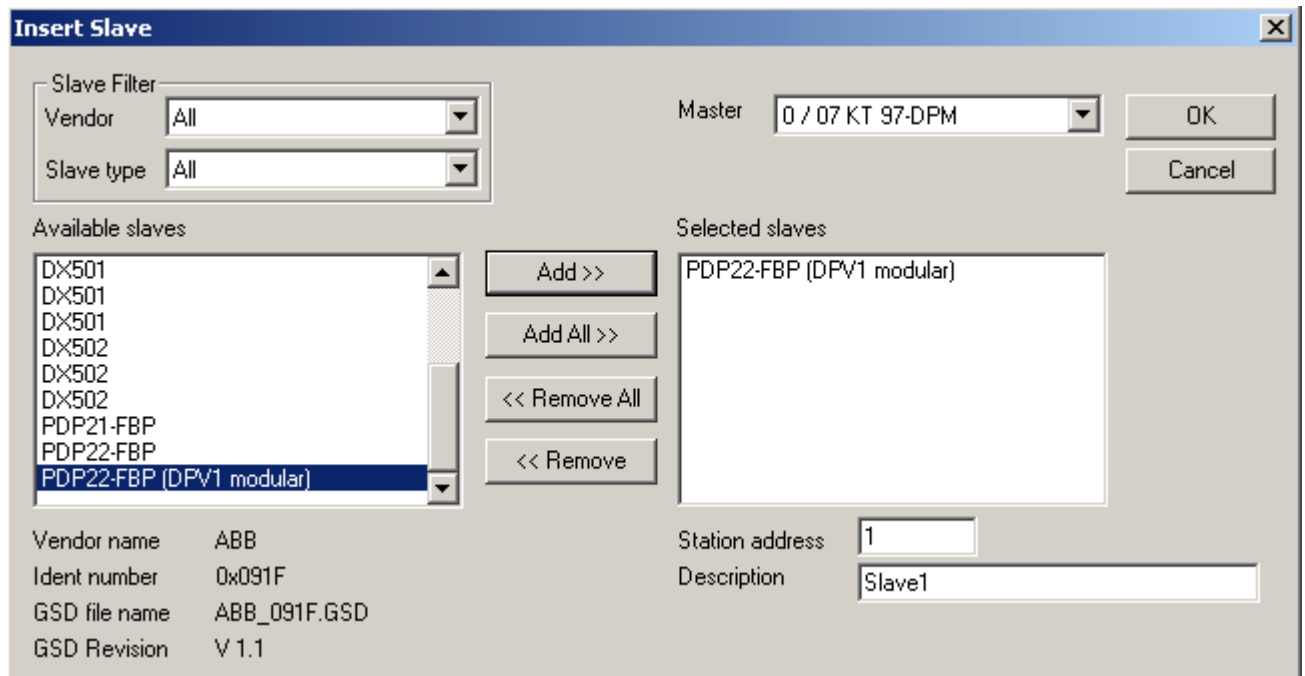 Insert Slave
Slave Filter
Vendor All
Slave type All
Master 0 / 07 KT 97-DPM
OK
Cancel
Available slaves
DX501
DX501
DX501
DX502
DX502
DX502
PDP21-FBP
PDP22-FBP
PDP22-FBP (DPV1 modular)
Add >>
Add All >>
<< Remove All
<< Remove
Selected slaves
PDP22-FBP (DPV1 modular)
Vendor name ABB
Ident number 0x091F
GSD file name ABB_091F.GSD
GSD Revision V 1.1
Station address 1
Description Slave1